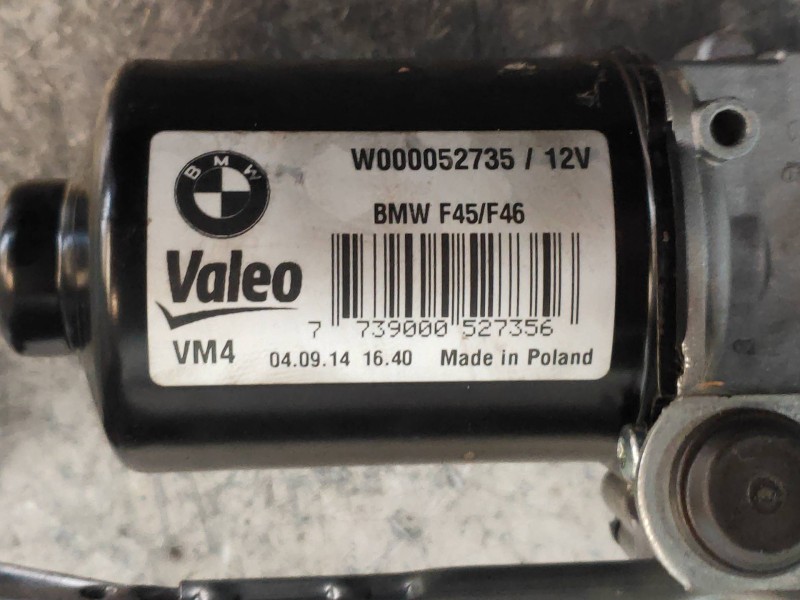 BMW
W000052735 / 12V
BMW F45/F46
Valeo
7 739000 527356
VM4 04.09.14 16.40 Made in Poland